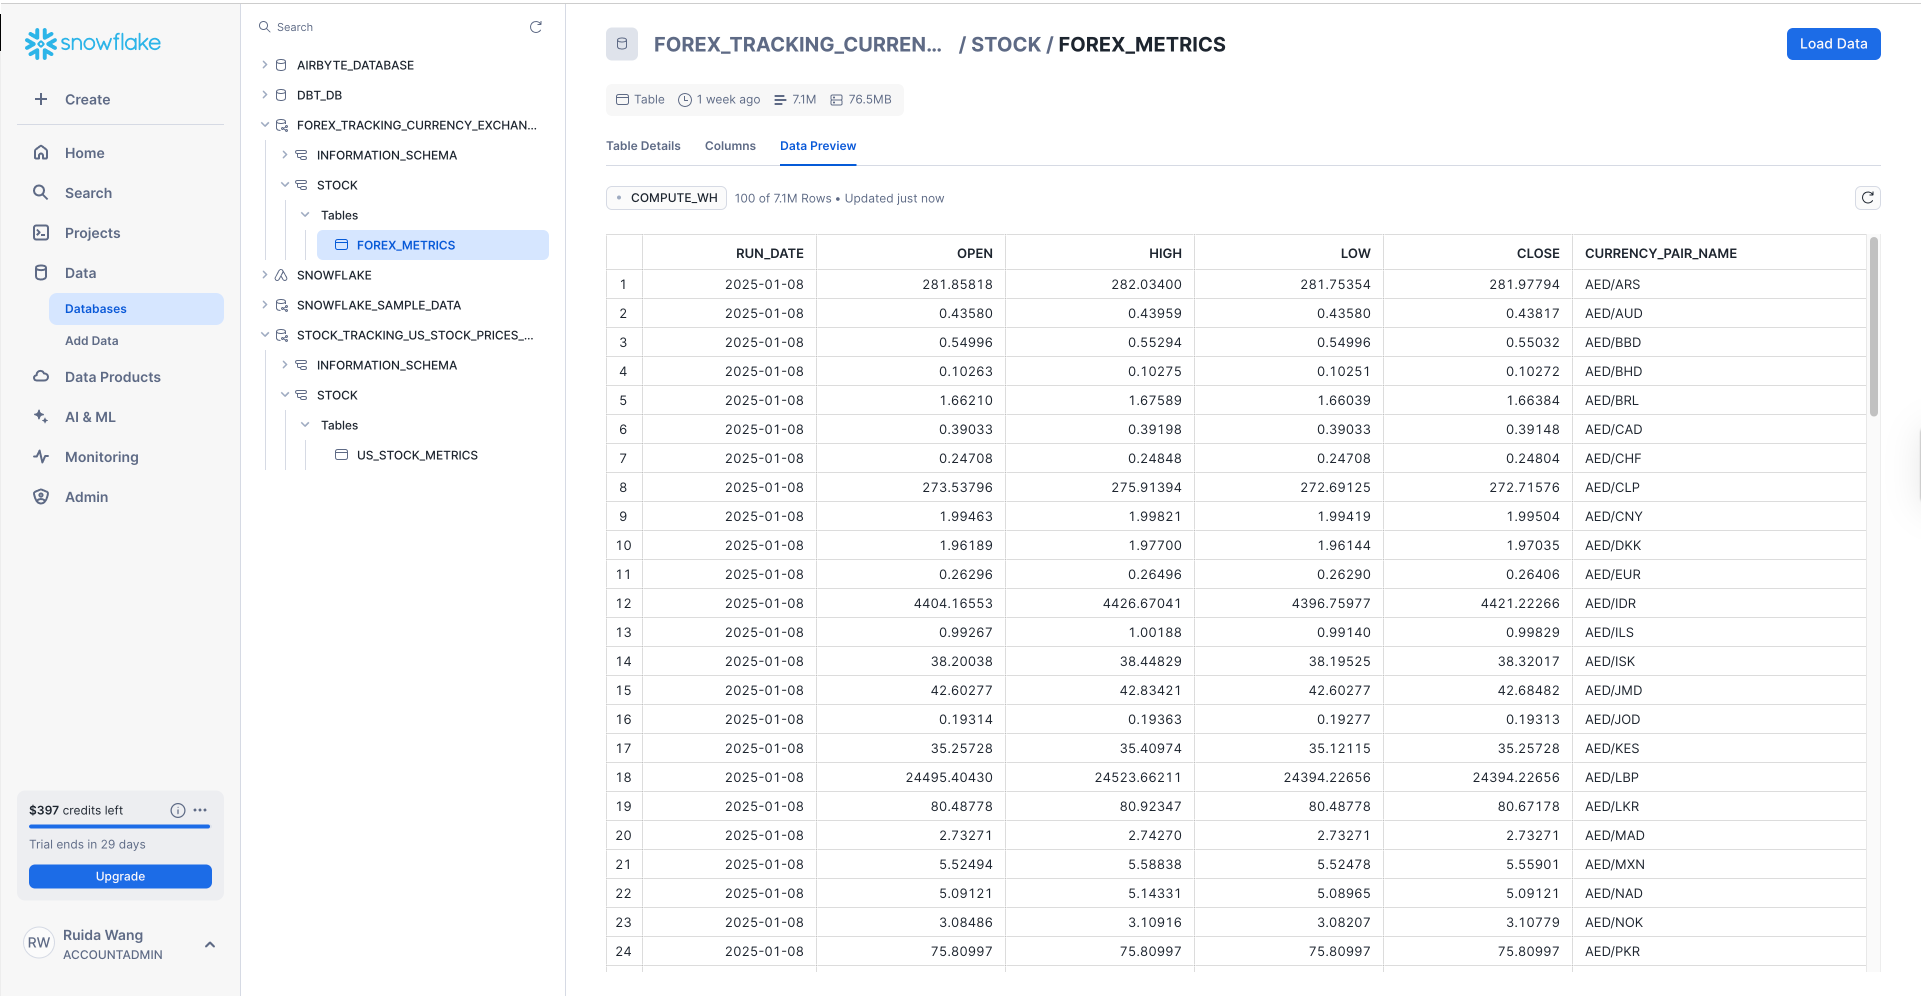 snowflake
Create
Home
Search
Projects
Data
Databases
Add Data
Data Products
AI & ML
Monitoring
Admin
$397 credits left
Trial ends in 29 days
Upgrade
RW
Ruida Wang
ACCOUNTADMIN
Search
AIRBYTE_DATABASE
DBT_DB
FOREX_TRACKING_CURRENCY_EXCHAN...
INFORMATION_SCHEMA
STOCK
Tables
FOREX_METRICS
SNOWFLAKE
SNOWFLAKE_SAMPLE_DATA
STOCK_TRACKING_US_STOCK_PRICES_...
INFORMATION_SCHEMA
STOCK
Tables
US_STOCK_METRICS
FOREX_TRACKING_CURREN... / STOCK / FOREX_METRICS
Load Data
Table 1 week ago 7.1M 76.5MB
Table Details Columns Data Preview
COMPUTE_WH 100 of 7.1M Rows • Updated just now
RUN_DATE OPEN HIGH LOW CLOSE CURRENCY_PAIR_NAME
1 2025-01-08 281.85818 282.03400 281.75354 281.97794 AED/ARS
2 2025-01-08 0.43580 0.43959 0.43580 0.43817 AED/AUD
3 2025-01-08 0.54996 0.55294 0.54996 0.55032 AED/BBD
4 2025-01-08 0.10263 0.10275 0.10251 0.10272 AED/BHD
5 2025-01-08 1.66210 1.67589 1.66039 1.66384 AED/BRL
6 2025-01-08 0.39033 0.39198 0.39033 0.39148 AED/CAD
7 2025-01-08 0.24708 0.24848 0.24708 0.24804 AED/CHF
8 2025-01-08 273.53796 275.91394 272.69125 272.71576 AED/CLP
9 2025-01-08 1.99463 1.99821 1.99419 1.99504 AED/CNY
10 2025-01-08 1.96189 1.97700 1.96144 1.97035 AED/DKK
11 2025-01-08 0.26296 0.26496 0.26290 0.26406 AED/EUR
12 2025-01-08 4404.16553 4426.67041 4396.75977 4421.22266 AED/IDR
13 2025-01-08 0.99267 1.00188 0.99140 0.99829 AED/ILS
14 2025-01-08 38.20038 38.44829 38.19525 38.32017 AED/ISK
15 2025-01-08 42.60277 42.83421 42.60277 42.68482 AED/JMD
16 2025-01-08 0.19314 0.19363 0.19277 0.19313 AED/JOD
17 2025-01-08 35.25728 35.40974 35.12115 35.25728 AED/KES
18 2025-01-08 24495.40430 24523.66211 24394.22656 24394.22656 AED/LBP
19 2025-01-08 80.48778 80.92347 80.48778 80.67178 AED/LKR
20 2025-01-08 2.73271 2.74270 2.73271 2.73271 AED/MAD
21 2025-01-08 5.52494 5.58838 5.52478 5.55901 AED/MXN
22 2025-01-08 5.09121 5.14331 5.08965 5.09121 AED/NAD
23 2025-01-08 3.08486 3.10916 3.08207 3.10779 AED/NOK
24 2025-01-08 75.80997 75.80997 75.80997 75.80997 AED/PKR